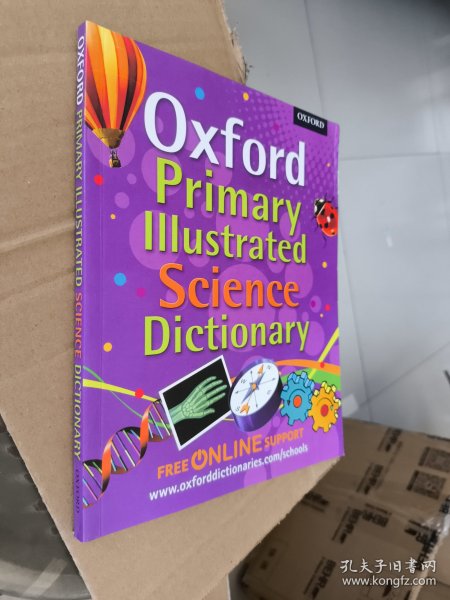 OXFORD PRIMARY ILLUSTRATED SCIENCE DICTIONARY
OXFORD
OXFORD
Oxford
Primary
Illustrated
Science
Dictionary
FREE ONLINE SUPPORT
www.oxforddictionaries.com/schools
孔夫子旧书网
www.kongfz.com